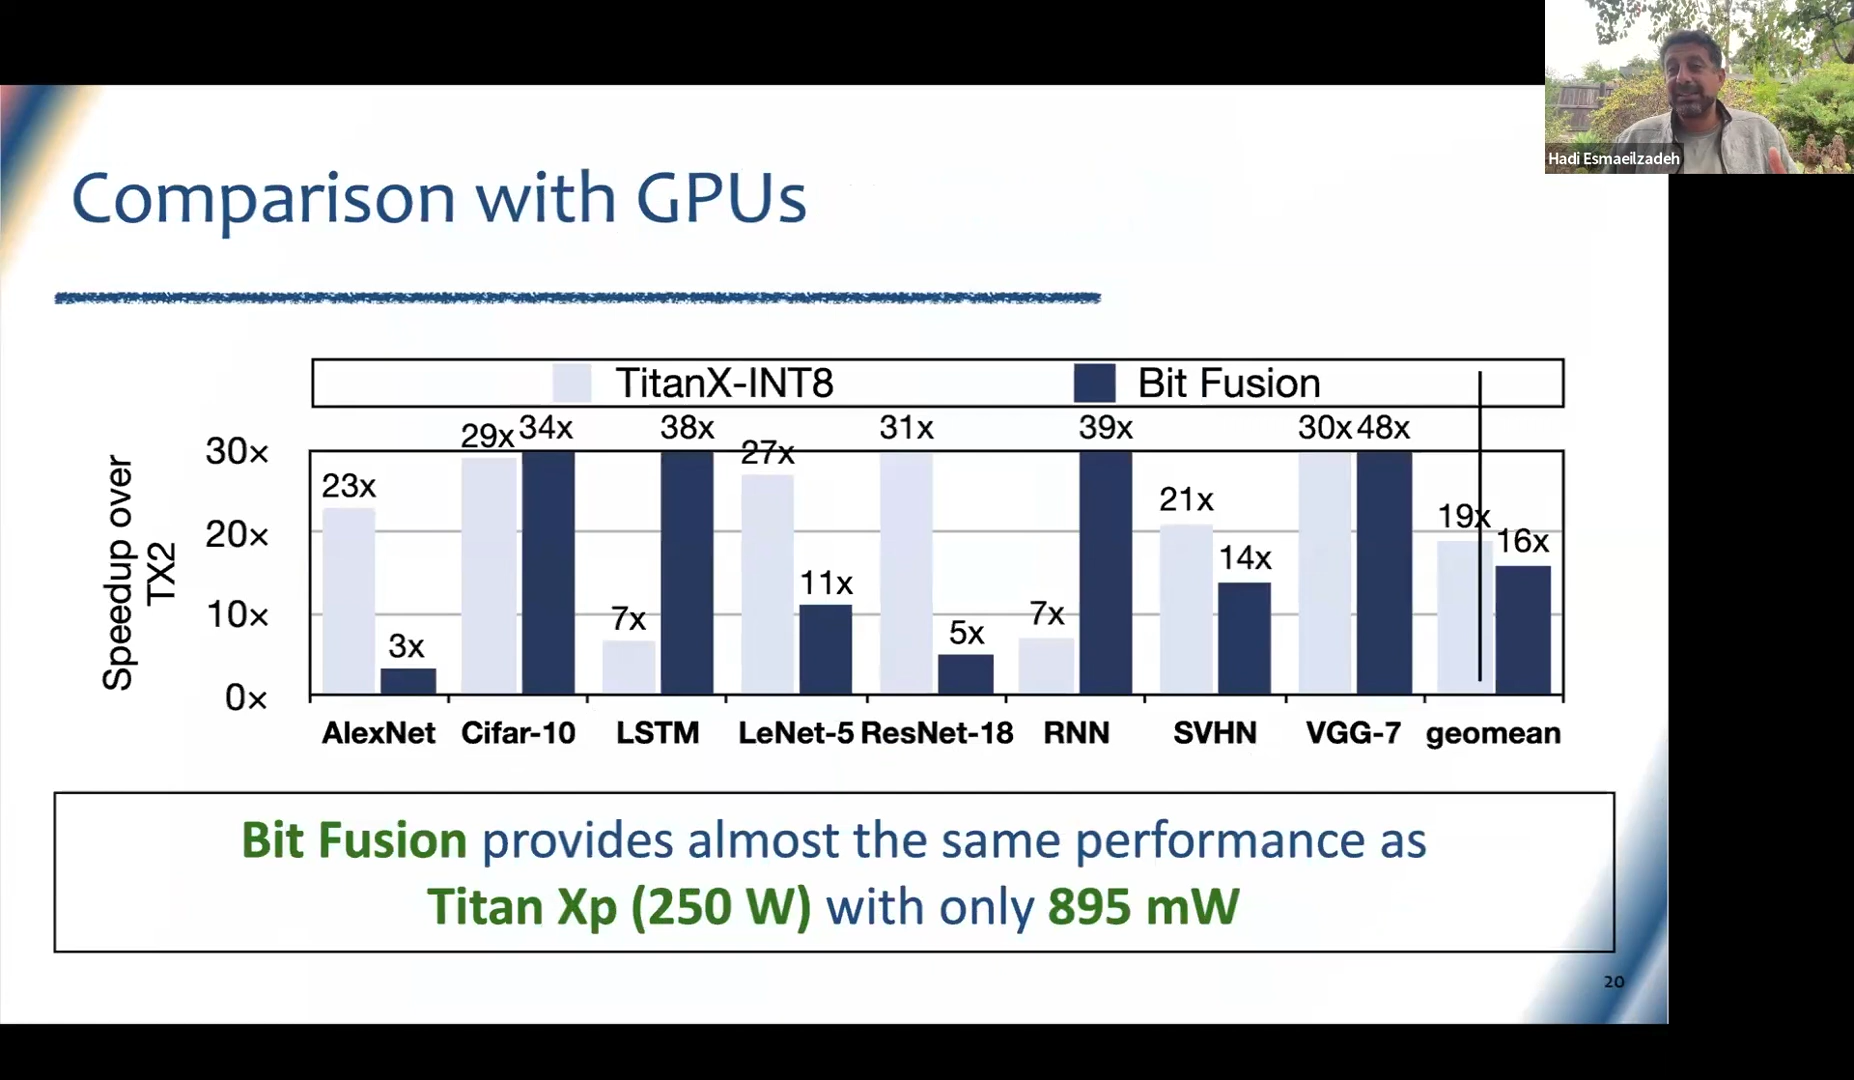 Hadi Esmaeilzadeh
Comparison with GPUs
TitanX-INT8 Bit Fusion
Speedup over
TX2
30x
20x
10x
0x
23x 3x 29x 34x 7x 38x 27x 11x 31x 5x 7x 39x 21x 14x 30x 48x 19x 16x
AlexNet Cifar-10 LSTM LeNet-5 ResNet-18 RNN SVHN VGG-7 geomean
Bit Fusion provides almost the same performance as
Titan Xp (250 W) with only 895 mW
20